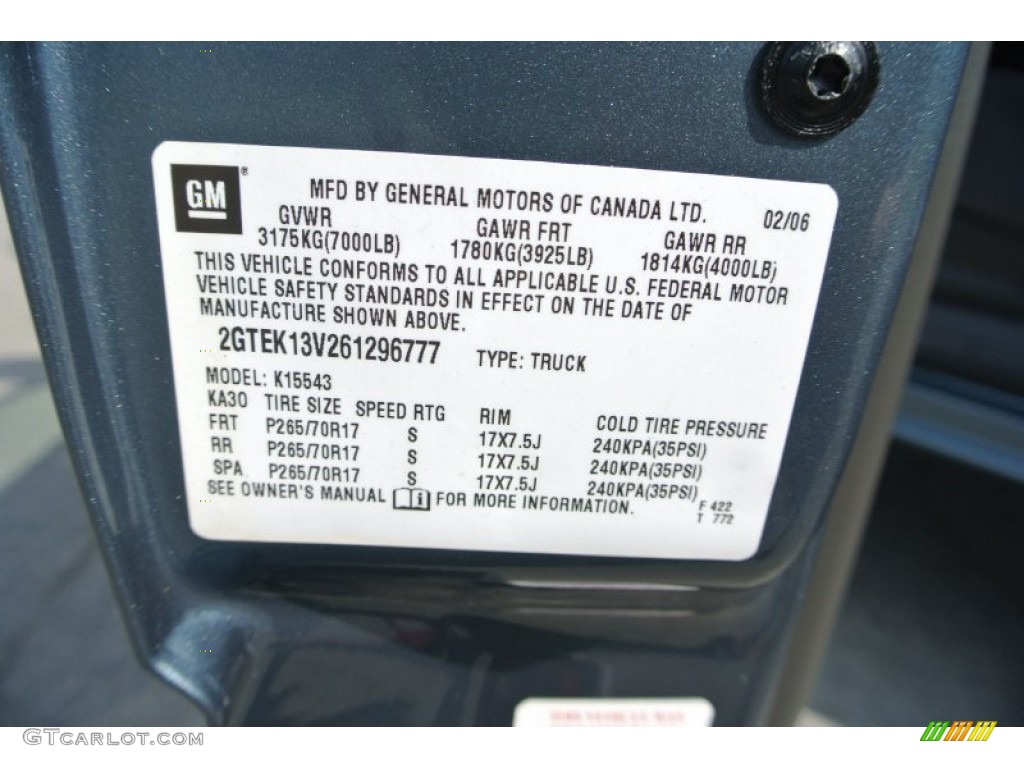 GM®
MFD BY GENERAL MOTORS OF CANADA LTD. 02/06
GVWR GAWR FRT GAWR RR
3175KG(7000LB) 1780KG(3925LB) 1814KG(4000LB)
THIS VEHICLE CONFORMS TO ALL APPLICABLE U.S. FEDERAL MOTOR
VEHICLE SAFETY STANDARDS IN EFFECT ON THE DATE OF
MANUFACTURE SHOWN ABOVE.
2GTEK13V261296777 TYPE: TRUCK
MODEL: K15543
KA30 TIRE SIZE SPEED RTG RIM COLD TIRE PRESSURE
FRT P265/70R17 S 17X7.5J 240KPA(35PSI)
RR P265/70R17 S 17X7.5J 240KPA(35PSI)
SPA P265/70R17 S 17X7.5J 240KPA(35PSI)
SEE OWNER'S MANUAL i FOR MORE INFORMATION.
F 422
T 772
GTCarLot.com